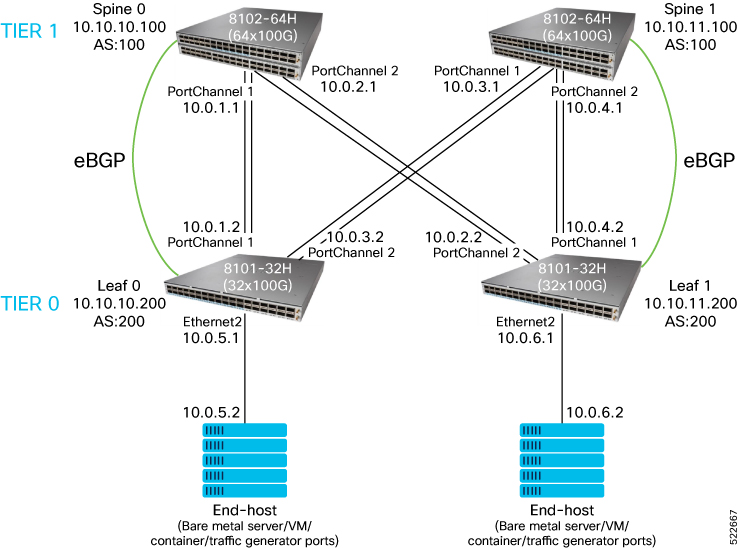 TIER 1
Spine 0
10.10.10.100
AS:100
8102-64H
(64x100G)
8102-64H
(64x100G)
Spine 1
10.10.11.100
AS:100
PortChannel 1
10.0.1.1
PortChannel 2
10.0.2.1
PortChannel 1
10.0.3.1
PortChannel 2
10.0.4.1
eBGP
eBGP
10.0.1.2
PortChannel 1
10.0.3.2
PortChannel 2
10.0.2.2
PortChannel 2
10.0.4.2
PortChannel 1
TIER 0
Leaf 0
10.10.10.200
AS:200
8101-32H
(32x100G)
8101-32H
(32x100G)
Leaf 1
10.10.11.200
AS:200
Ethernet2
10.0.5.1
Ethernet2
10.0.6.1
10.0.5.2
10.0.6.2
End-host
(Bare metal server/VM/
container/traffic generator ports)
End-host
(Bare metal server/VM/
container/traffic generator ports)
522667